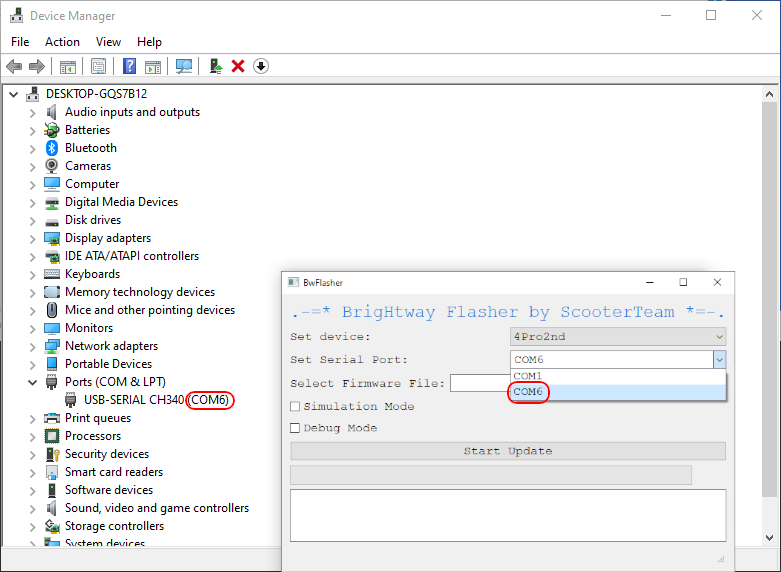 Device Manager
File Action View Help
DESKTOP-GQS7B12
Audio inputs and outputs
Batteries
Bluetooth
Cameras
Computer
Digital Media Devices
Disk drives
Display adapters
IDE ATA/ATAPI controllers
Keyboards
Memory technology devices
Mice and other pointing devices
Monitors
Network adapters
Portable Devices
Ports (COM & LPT)
USB-SERIAL CH340 (COM6)
Print queues
Processors
Security devices
Smart card readers
Software devices
Sound, video and game controllers
Storage controllers
System devices
BwFlasher
.-=* BrigHtway Flasher by ScooterTeam *=-.
Set device: 4Pro2nd
Set Serial Port: COM6
COM1
Select Firmware File:
COM6
Simulation Mode
Debug Mode
Start Update